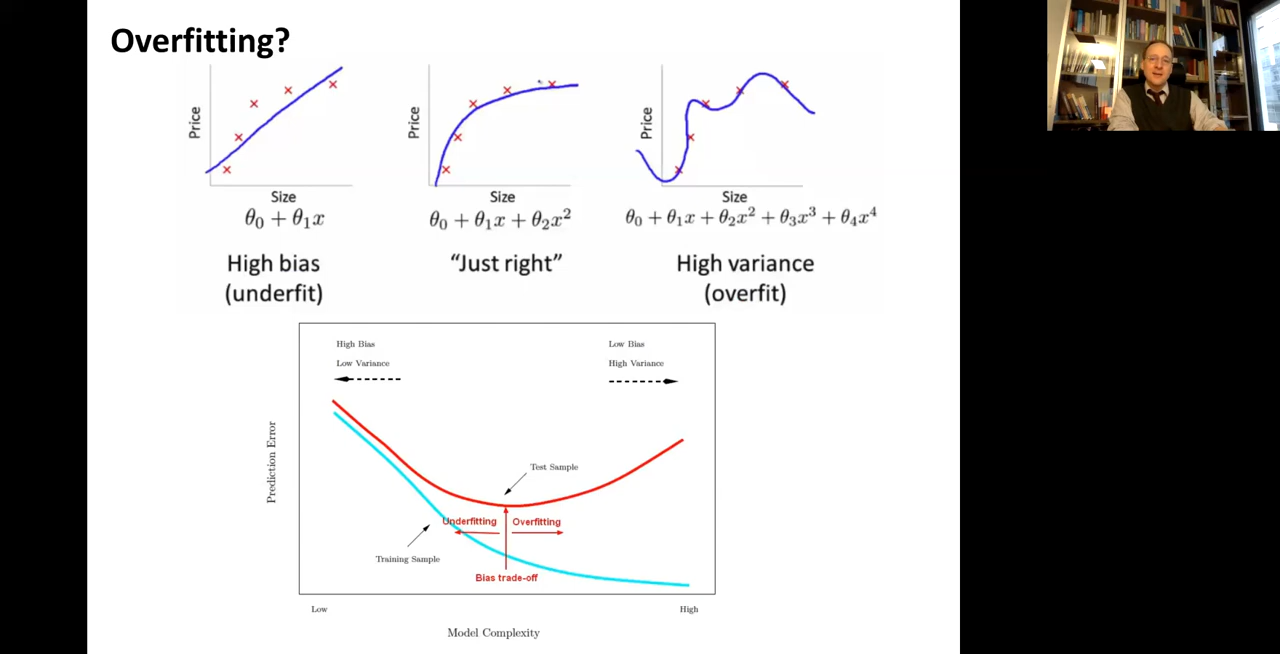 Overfitting?
Price
Size
θ₀ + θ₁x
High bias
(underfit)
Price
Size
θ₀ + θ₁x + θ₂x²
“Just right”
Price
Size
θ₀ + θ₁x + θ₂x² + θ₃x³ + θ₄x⁴
High variance
(overfit)
High Bias
Low Variance
Low Bias
High Variance
Prediction Error
Test Sample
Underfitting
Overfitting
Training Sample
Bias trade-off
Low
High
Model Complexity